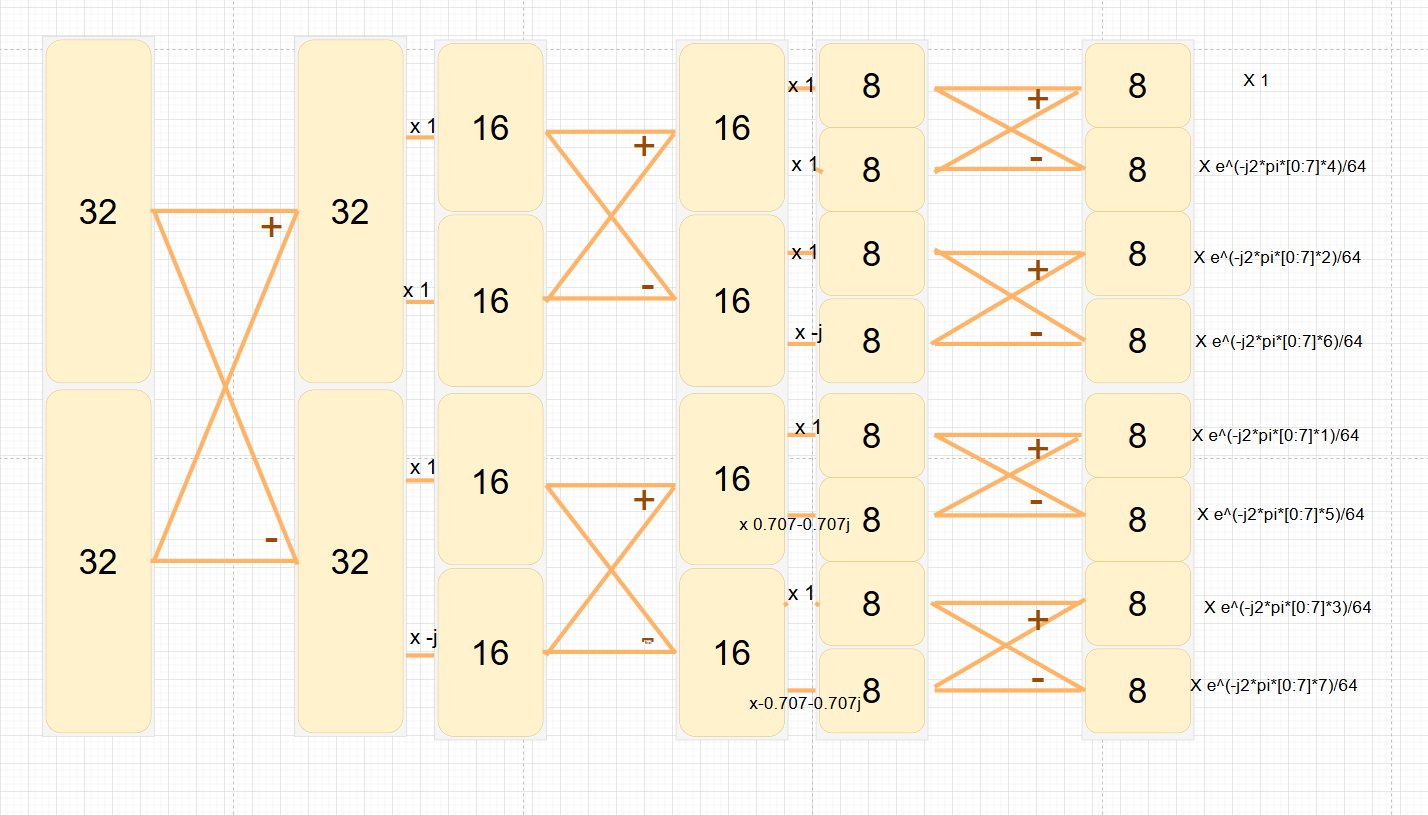 32
32
+
-
32
32
x 1
x 1
x 1
x -j
16
16
16
16
+
-
+
-
16
16
16
16
x 1
x 1
x 1
x -j
x 1
x 0.707-0.707j
x 1
x-0.707-0.707j
8
8
8
8
8
8
8
8
+
-
+
-
+
-
+
-
8
8
8
8
8
8
8
8
X 1
X e^(-j2*pi*[0:7]*4)/64
X e^(-j2*pi*[0:7]*2)/64
X e^(-j2*pi*[0:7]*6)/64
X e^(-j2*pi*[0:7]*1)/64
X e^(-j2*pi*[0:7]*5)/64
X e^(-j2*pi*[0:7]*3)/64
X e^(-j2*pi*[0:7]*7)/64